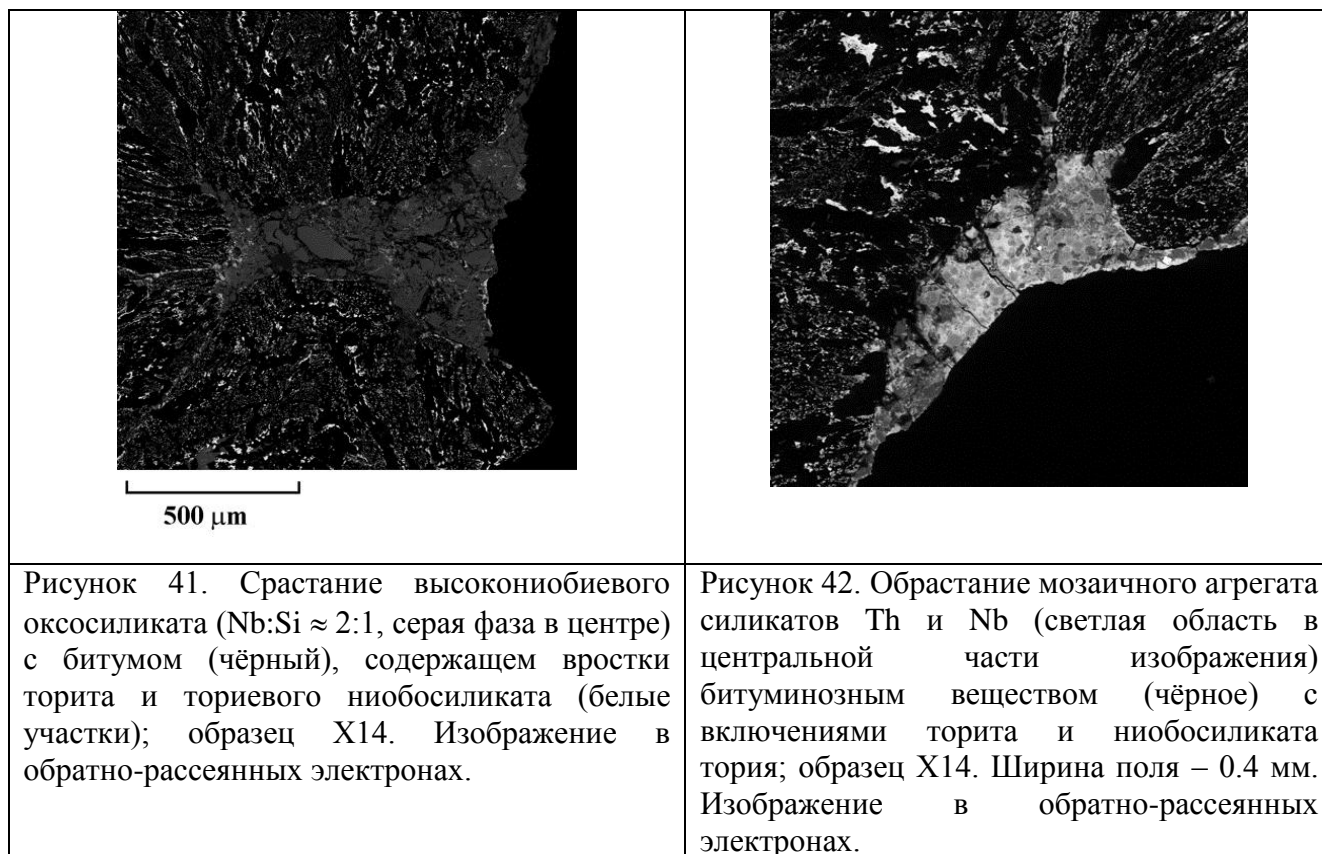 500 μm
Рисунок 41. Срастание высокониобиевого
оксосиликата (Nb:Si ≈ 2:1, серая фаза в центре)
с битумом (чёрный), содержащем вростки
торита и ториевого ниобосиликата (белые
участки); образец Х14. Изображение в
обратно-рассеянных электронах.
Рисунок 42. Обрастание мозаичного агрегата
силикатов Th и Nb (светлая область в
центральной части изображения)
битуминозным веществом (чёрное) с
включениями торита и ниобосиликата
тория; образец Х14. Ширина поля – 0.4 мм.
Изображение в обратно-рассеянных
электронах.